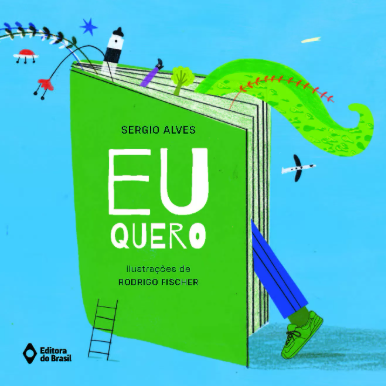 SERGIO ALVES
EU
QUERO
Ilustrações de
RODRIGO FISCHER
Editora
do Brasil